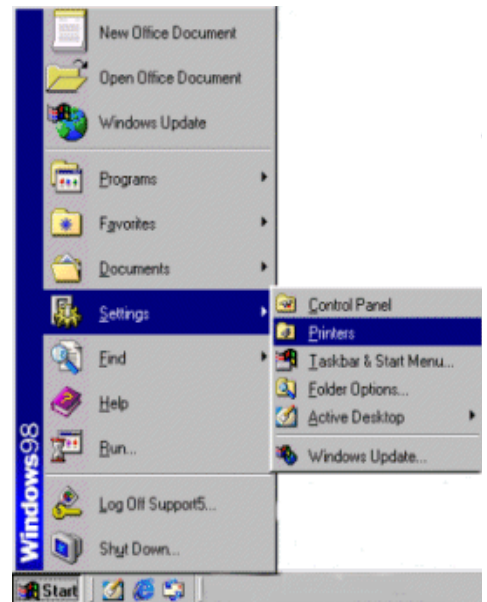 New Office Document
Open Office Document
Windows Update
Programs
Favorites
Documents
Settings
Find
Help
Run...
Log Off Support5...
Shut Down...
Control Panel
Printers
Taskbar & Start Menu...
Folder Options...
Active Desktop
Windows Update...
Windows98
Start